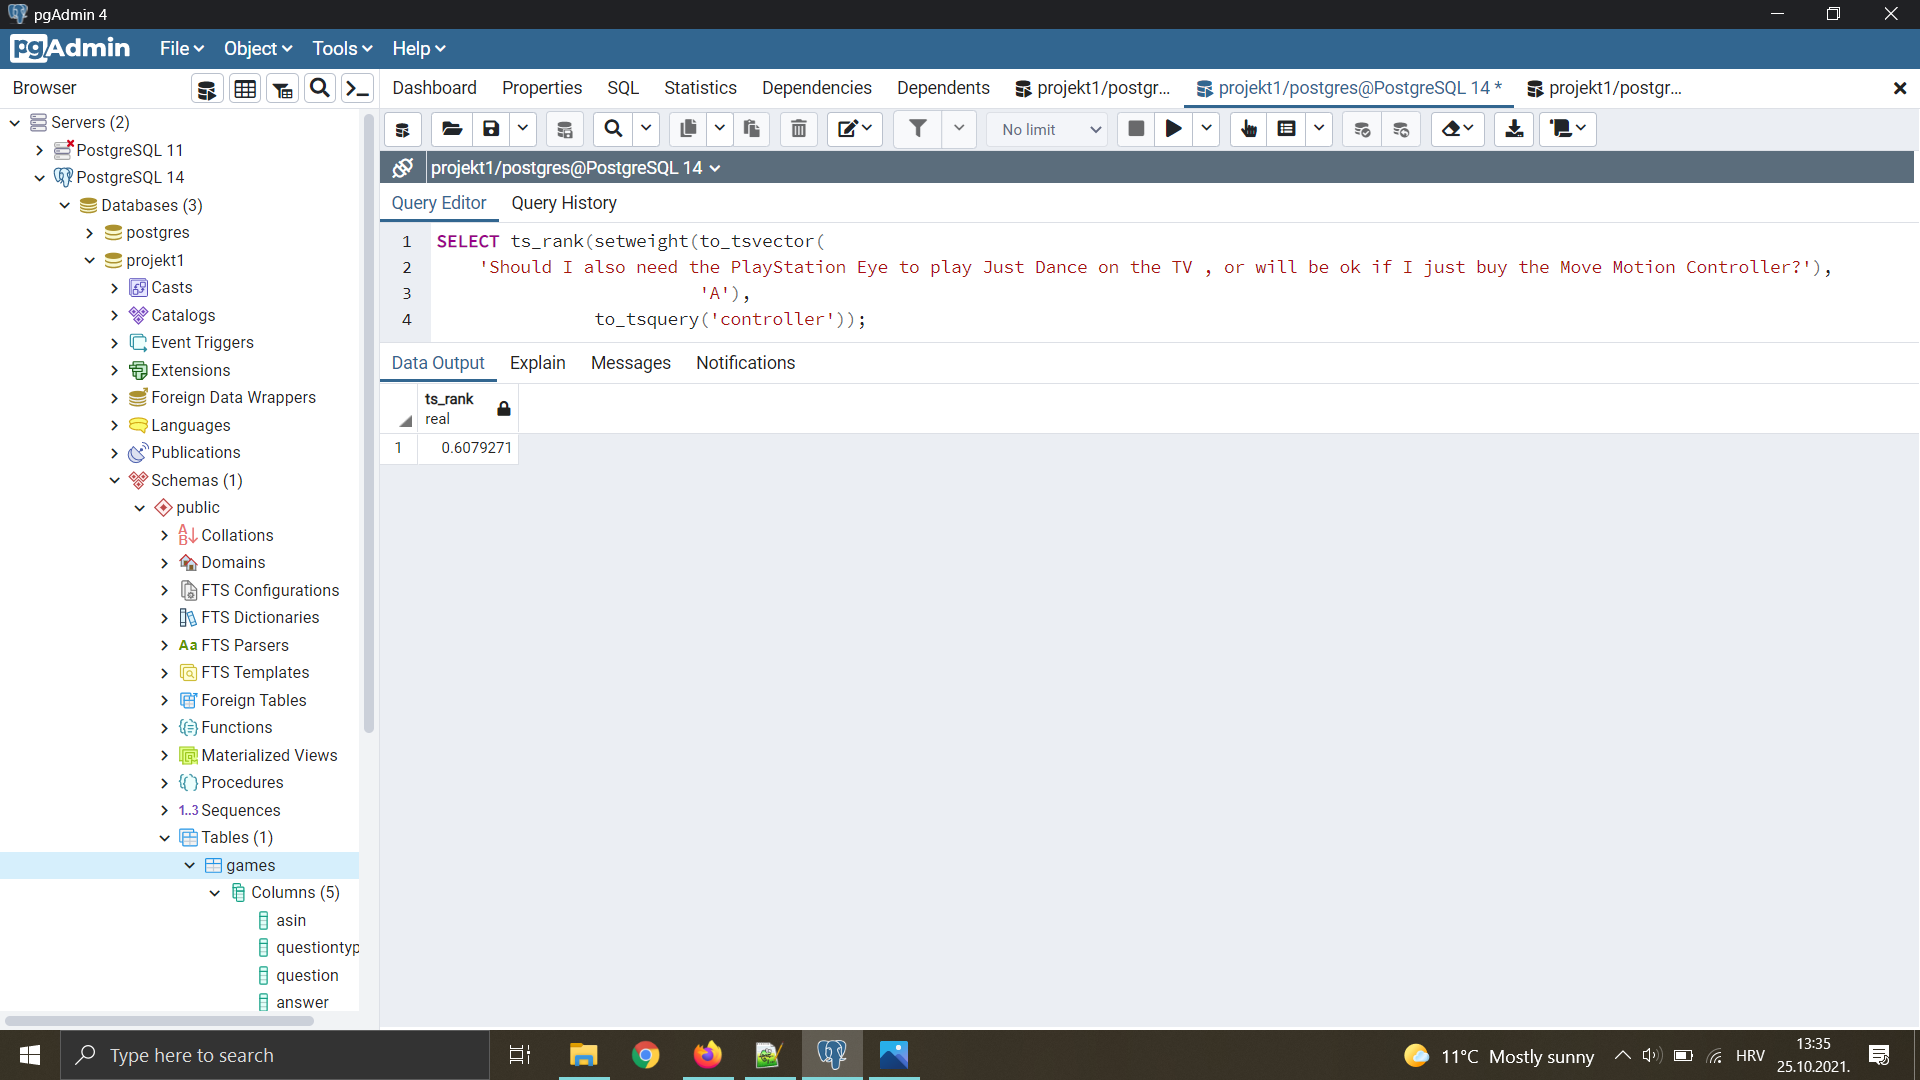 pgAdmin 4
pgAdmin File Object Tools Help
Browser
Dashboard Properties SQL Statistics Dependencies Dependents projekt1/postgr... projekt1/postgres@PostgreSQL 14 * projekt1/postgr...
No limit
projekt1/postgres@PostgreSQL 14
Query Editor Query History
1 SELECT ts_rank(setweight(to_tsvector(
2 'Should I also need the PlayStation Eye to play Just Dance on the TV , or will be ok if I just buy the Move Motion Controller?'),
3 'A'),
4 to_tsquery('controller'));
Data Output Explain Messages Notifications
ts_rank
real
1 0.6079271
Servers (2)
PostgreSQL 11
PostgreSQL 14
Databases (3)
postgres
projekt1
Casts
Catalogs
Event Triggers
Extensions
Foreign Data Wrappers
Languages
Publications
Schemas (1)
public
Collations
Domains
FTS Configurations
FTS Dictionaries
Aa FTS Parsers
FTS Templates
Foreign Tables
Functions
Materialized Views
Procedures
1..3 Sequences
Tables (1)
games
Columns (5)
asin
questiontyp
question
answer
Type here to search
11°C Mostly sunny
HRV
13:35
25.10.2021.